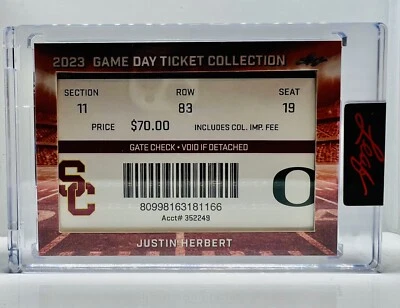 2023 GAME DAY TICKET COLLECTION
SECTION ROW SEAT
11 83 19
PRICE $70.00 INCLUDES COL. IMP. FEE
GATE CHECK • VOID IF DETACHED
SC
O
80998163181166
Acct# 352249
JUSTIN HERBERT
Leaf